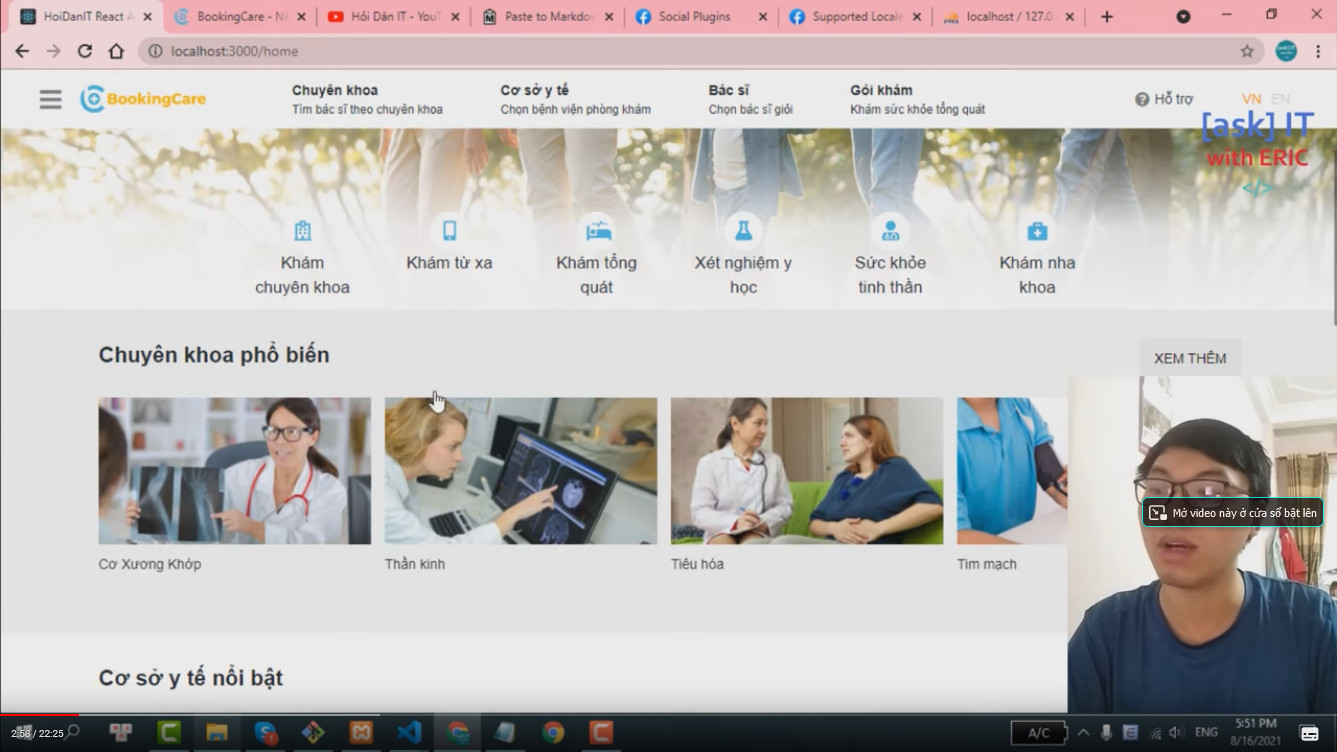 HoiDanIT React A
BookingCare - N
Hỏi Dân IT - YouT
Paste to Markdo
Social Plugins
Supported Locale
localhost / 127.0.
localhost:3000/home
BookingCare
Chuyên khoa
Tìm bác sĩ theo chuyên khoa
Cơ sở y tế
Chọn bệnh viện phòng khám
Bác sĩ
Chọn bác sĩ giỏi
Gói khám
Khám sức khỏe tổng quát
Hỗ trợ
VN EN
[ask] IT
with ERIC
</>
Khám
chuyên khoa
Khám từ xa
Khám tổng
quát
Xét nghiệm y
học
Sức khỏe
tinh thần
Khám nha
khoa
Chuyên khoa phổ biến
XEM THÊM
Cơ Xương Khớp
Thần kinh
Tiêu hóa
Tim mạch
Mở video này ở cửa sổ bật lên
Cơ sở y tế nổi bật
2:58 / 22:25
A/C
ENG
5:51 PM
8/16/2021